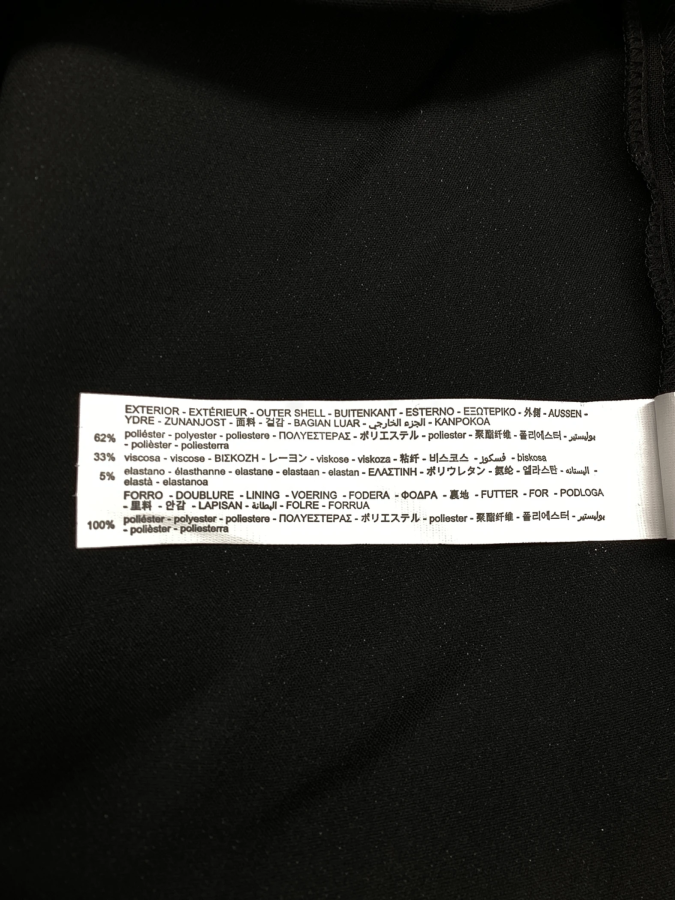 EXTERIOR - EXTÉRIEUR - OUTER SHELL - BUITENKANT - ESTERNO - ΕΞΩΤΕΡΙΚΟ - 外側 - AUSSEN -
YDRE - ZUNANJOST - 面料 - 겉감 - BAGIAN LUAR - الجزء الخارجي - KANPOKOA
62% poliéster - polyester - poliestere - ΠΟΛΥΕΣΤΕΡΑΣ - ポリエステル - poliester - 聚酯纤维 - 폴리에스터 - بوليستير
- polièster - poliesterra
33% viscosa - viscose - ΒΙΣΚΟΖΗ - レーヨン - viskose - viskoza - 粘纤 - 비스코스 - فسكوز - biskosa
5% elastano - élasthanne - elastane - elastaan - elastan - ΕΛΑΣΤΙΝΗ - ポリウレタン - 氨纶 - 엘라스탄 - الیستانه -
elastà - elastanoa
FORRO - DOUBLURE - LINING - VOERING - FODERA - ΦΟΔΡΑ - 裏地 - FUTTER - FOR - PODLOGA
- 里料 - 안감 - LAPISAN - البطانة - FOLRE - FORRUA
100% poliéster - polyester - poliestere - ΠΟΛΥΕΣΤΕΡΑΣ - ポリエステル - poliester - 聚酯纤维 - 폴리에스터 - بوليستير
- polièster - poliesterra